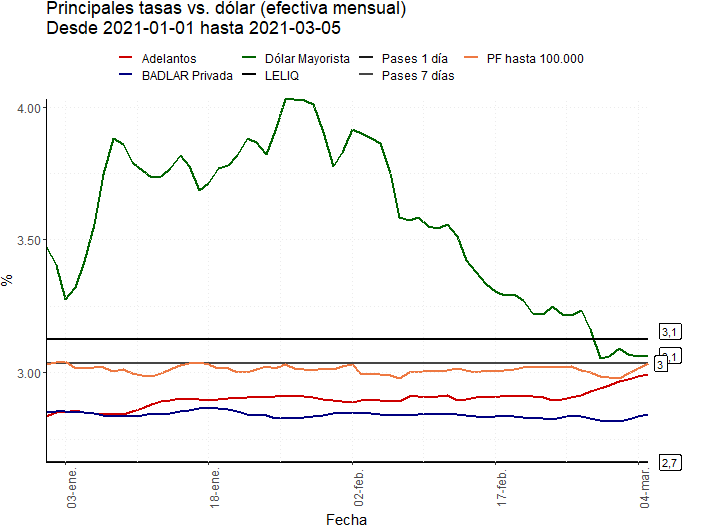 Principales tasas vs. dólar (efectiva mensual)
Desde 2021-01-01 hasta 2021-03-05
Adelantos
Dólar Mayorista
Pases 1 día
PF hasta 100.000
BADLAR Privada
LELIQ
Pases 7 días
4.00
3.50
3.00
%
3,1
3
2,7
03-ene.
18-ene.
02-feb.
17-feb.
04-mar.
Fecha